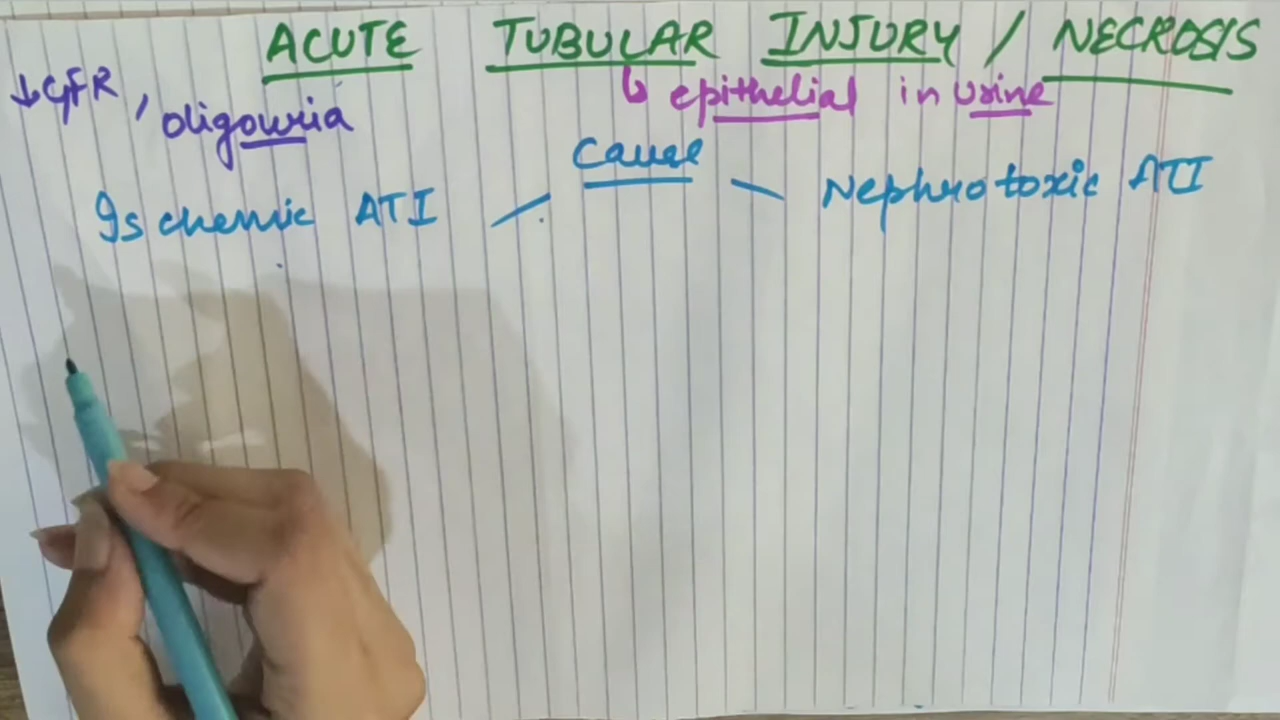 ACUTE TUBULAR INJURY / NECROSIS
↓GFR, oligouria
↳ epithelial in urine
Cause
Ischemic ATI
Nephrotoxic ATI